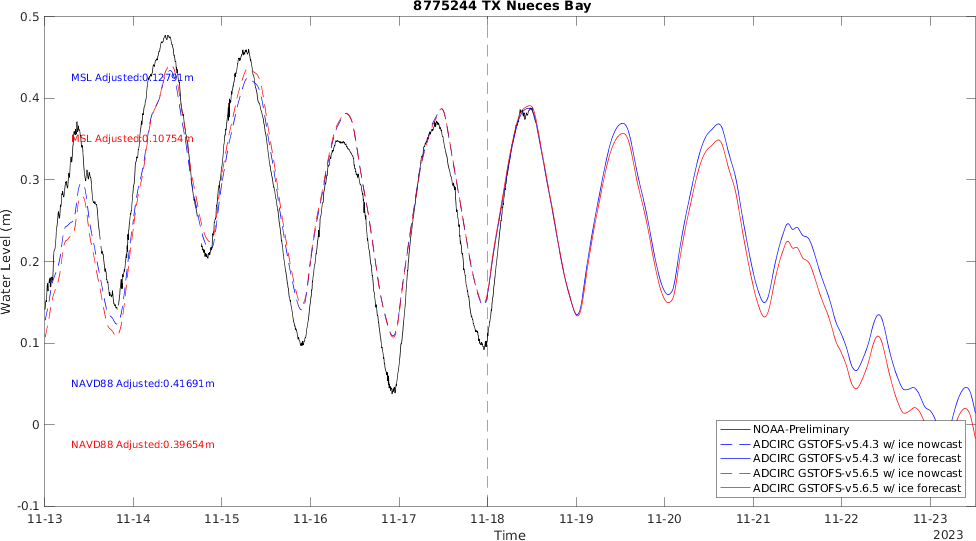 8775244 TX Nueces Bay
0.5
0.4
0.3
0.2
0.1
0
-0.1
Water Level (m)
MSL Adjusted:0.12791m
MSL Adjusted:0.10754m
NAVD88 Adjusted:0.41691m
NAVD88 Adjusted:0.39654m
NOAA-Preliminary
ADCIRC GSTOFS-v5.4.3 w/ ice nowcast
ADCIRC GSTOFS-v5.4.3 w/ ice forecast
ADCIRC GSTOFS-v5.6.5 w/ ice nowcast
ADCIRC GSTOFS-v5.6.5 w/ ice forecast
11-13 11-14 11-15 11-16 11-17 11-18 11-19 11-20 11-21 11-22 11-23
Time
2023